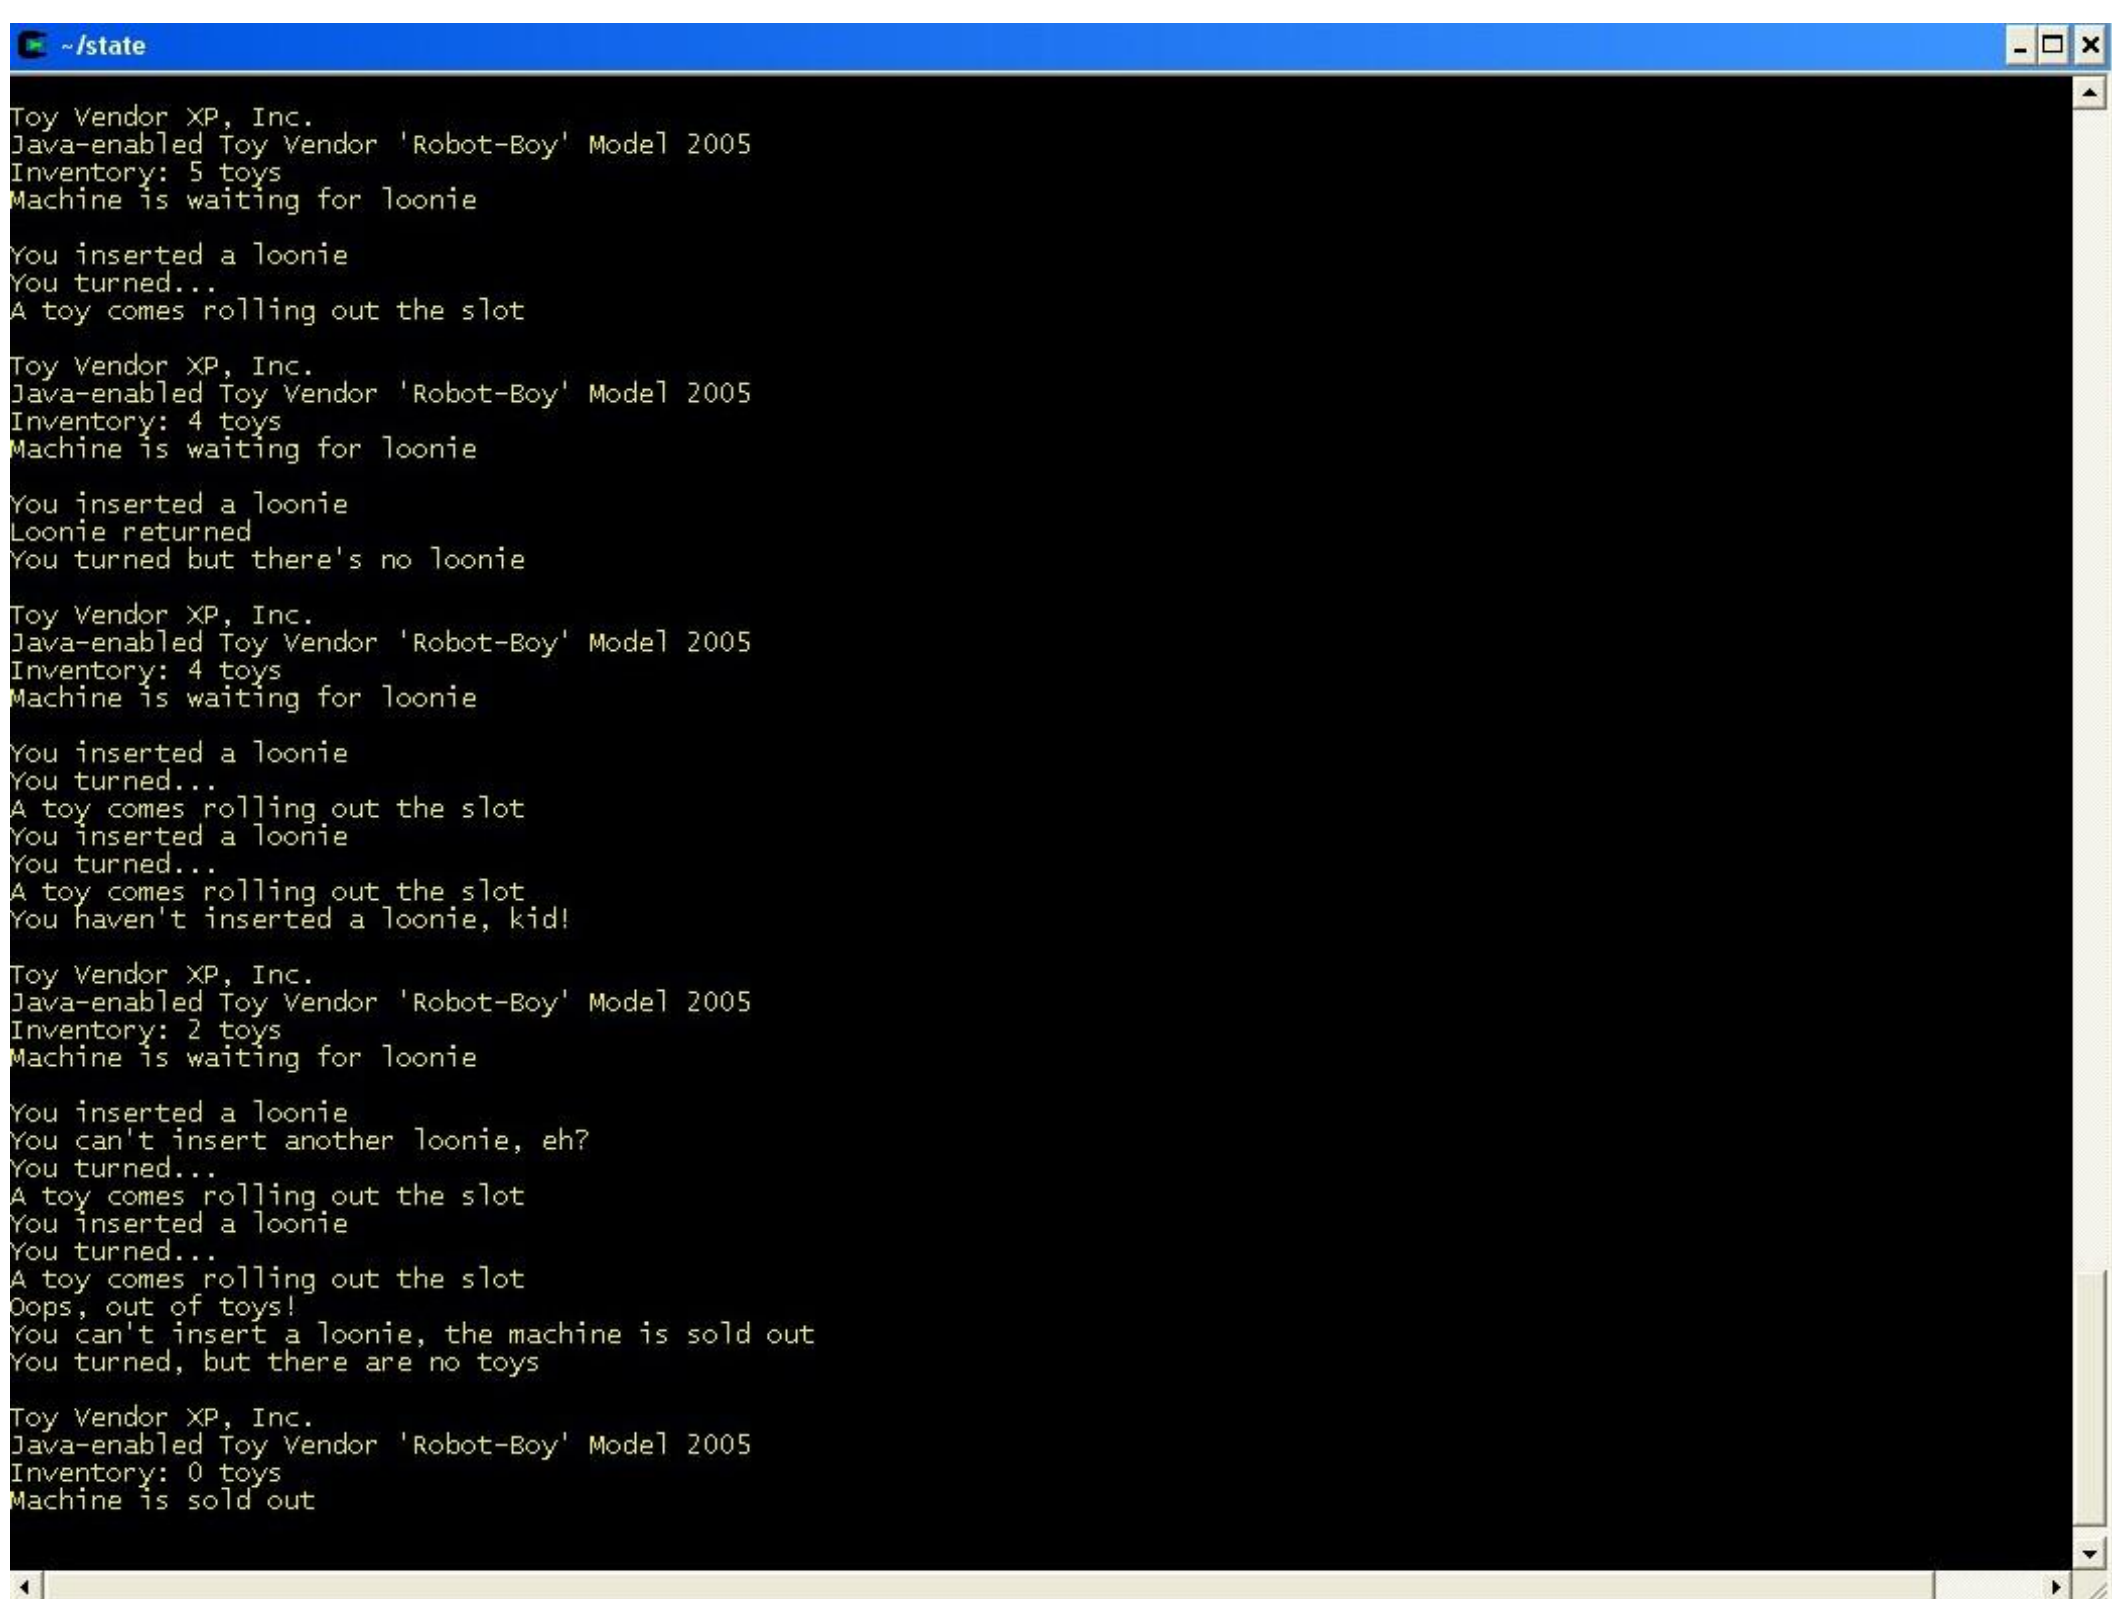 ~/state
Toy Vendor XP, Inc.
Java-enabled Toy Vendor 'Robot-Boy' Model 2005
Inventory: 5 toys
Machine is waiting for loonie
You inserted a loonie
You turned...
A toy comes rolling out the slot
Toy Vendor XP, Inc.
Java-enabled Toy Vendor 'Robot-Boy' Model 2005
Inventory: 4 toys
Machine is waiting for loonie
You inserted a loonie
Loonie returned
You turned but there's no loonie
Toy Vendor XP, Inc.
Java-enabled Toy Vendor 'Robot-Boy' Model 2005
Inventory: 4 toys
Machine is waiting for loonie
You inserted a loonie
You turned...
A toy comes rolling out the slot
You inserted a loonie
You turned...
A toy comes rolling out the slot
You haven't inserted a loonie, kid!
Toy Vendor XP, Inc.
Java-enabled Toy Vendor 'Robot-Boy' Model 2005
Inventory: 2 toys
Machine is waiting for loonie
You inserted a loonie
You can't insert another loonie, eh?
You turned...
A toy comes rolling out the slot
You inserted a loonie
You turned...
A toy comes rolling out the slot
Oops, out of toys!
You can't insert a loonie, the machine is sold out
You turned, but there are no toys
Toy Vendor XP, Inc.
Java-enabled Toy Vendor 'Robot-Boy' Model 2005
Inventory: 0 toys
Machine is sold out